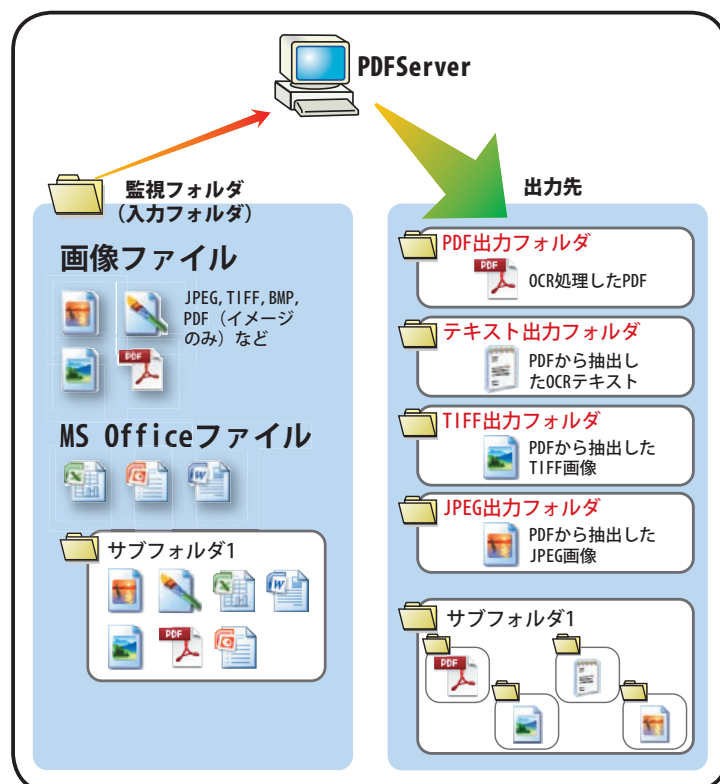 PDFServer
監視フォルダ
（入力フォルダ）
画像ファイル
JPEG, TIFF, BMP,
PDF（イメージ
のみ）など
PDF
MS Officeファイル
サブフォルダ1
PDF
出力先
PDF出力フォルダ
PDF
OCR処理したPDF
テキスト出力フォルダ
PDFから抽出し
たOCRテキスト
TIFF出力フォルダ
PDFから抽出した
TIFF画像
JPEG出力フォルダ
PDFから抽出した
JPEG画像
サブフォルダ1
PDF